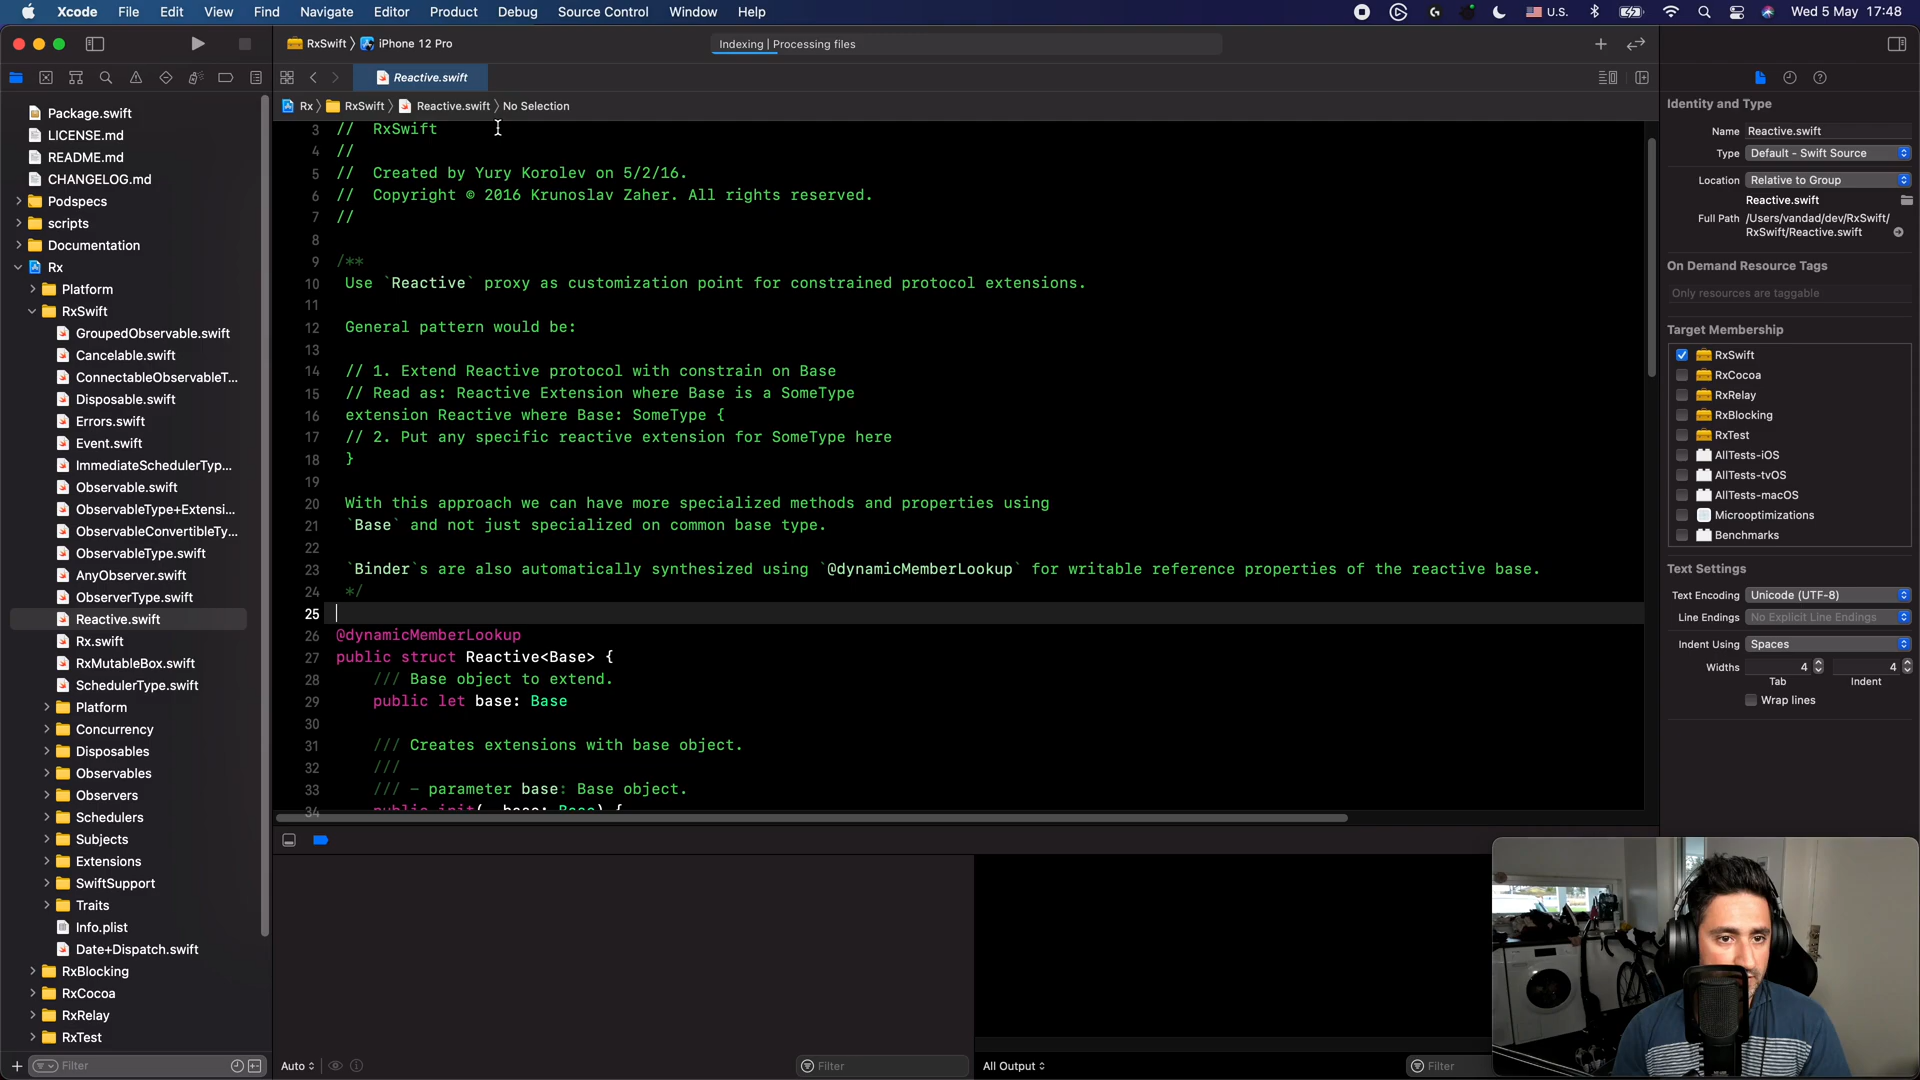 Xcode File Edit View Find Navigate Editor Product Debug Source Control Window Help U.S. Wed 5 May 17:48
RxSwift iPhone 12 Pro Indexing | Processing files
Reactive.swift
Rx RxSwift Reactive.swift No Selection
Package.swift
LICENSE.md
README.md
CHANGELOG.md
Podspecs
scripts
Documentation
Rx
Platform
RxSwift
GroupedObservable.swift
Cancelable.swift
ConnectableObservableT...
Disposable.swift
Errors.swift
Event.swift
ImmediateSchedulerTyp...
Observable.swift
ObservableType+Extensi...
ObservableConvertibleTy...
ObservableType.swift
AnyObserver.swift
ObserverType.swift
Reactive.swift
Rx.swift
RxMutableBox.swift
SchedulerType.swift
Platform
Concurrency
Disposables
Observables
Observers
Schedulers
Subjects
Extensions
SwiftSupport
Traits
Info.plist
Date+Dispatch.swift
RxBlocking
RxCocoa
RxRelay
RxTest
Filter
3 // RxSwift
4 //
5 // Created by Yury Korolev on 5/2/16.
6 // Copyright © 2016 Krunoslav Zaher. All rights reserved.
7 //
8
9 /**
10 Use `Reactive` proxy as customization point for constrained protocol extensions.
11
12 General pattern would be:
13
14 // 1. Extend Reactive protocol with constrain on Base
15 // Read as: Reactive Extension where Base is a SomeType
16 extension Reactive where Base: SomeType {
17 // 2. Put any specific reactive extension for SomeType here
18 }
19
20 With this approach we can have more specialized methods and properties using
21 `Base` and not just specialized on common base type.
22
23 `Binder`s are also automatically synthesized using `@dynamicMemberLookup` for writable reference properties of the reactive base.
24 */
25
26 @dynamicMemberLookup
27 public struct Reactive<Base> {
28 /// Base object to extend.
29 public let base: Base
30
31 /// Creates extensions with base object.
32 ///
33 /// - parameter base: Base object.
34 public init(_ base: Base) {
Auto Filter All Output Filter
Identity and Type
Name Reactive.swift
Type Default - Swift Source
Location Relative to Group
Reactive.swift
Full Path /Users/vandad/dev/RxSwift/
RxSwift/Reactive.swift
On Demand Resource Tags
Only resources are taggable
Target Membership
RxSwift
RxCocoa
RxRelay
RxBlocking
RxTest
AllTests-iOS
AllTests-tvOS
AllTests-macOS
Microoptimizations
Benchmarks
Text Settings
Text Encoding Unicode (UTF-8)
Line Endings No Explicit Line Endings
Indent Using Spaces
Widths 4 4
Tab Indent
Wrap lines